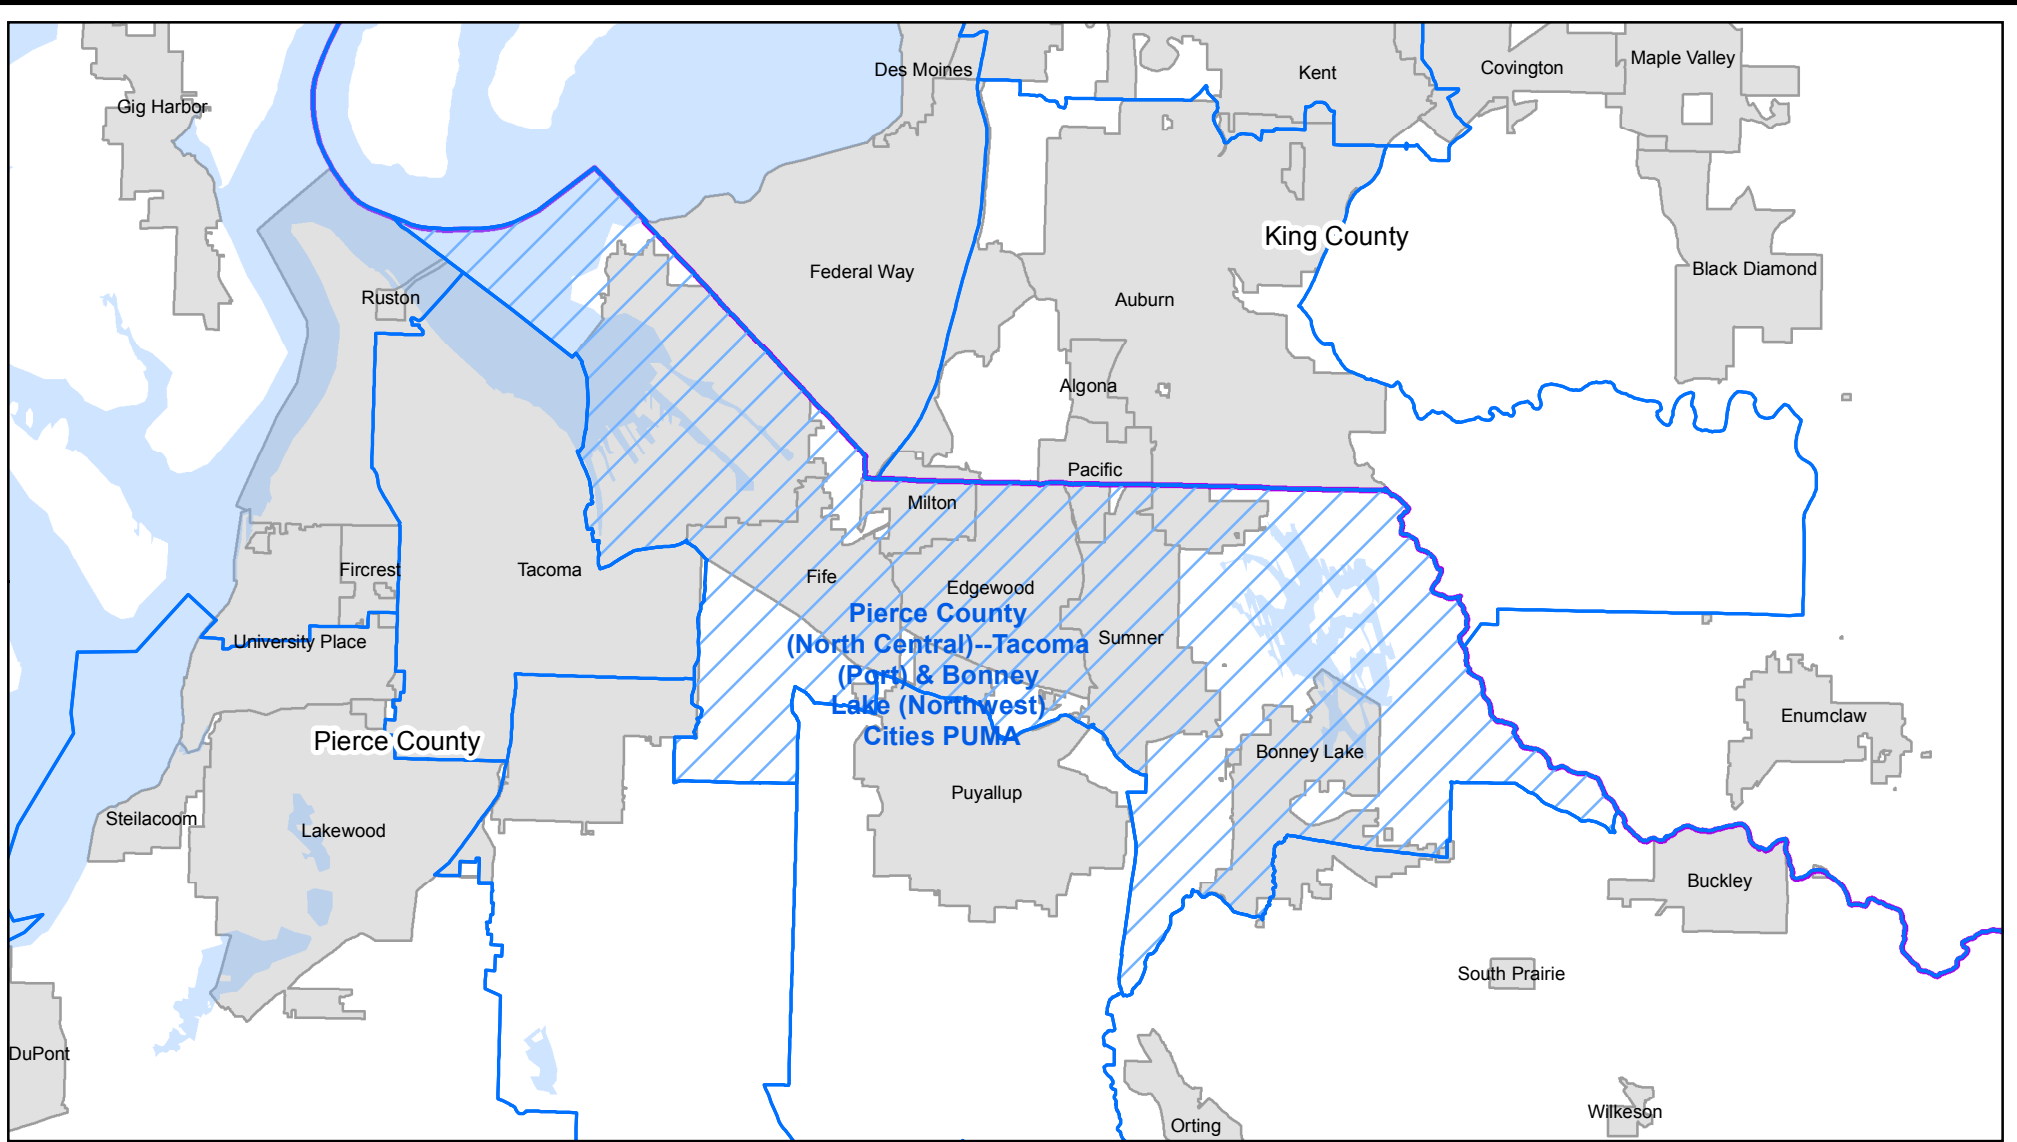 Des Moines
Kent
Covington
Maple Valley
Gig Harbor
King County
Federal Way
Black Diamond
Ruston
Auburn
Algona
Pacific
Milton
Tacoma
Fircrest
Fife
Edgewood
Pierce County
(North Central)--Tacoma
(Port) & Bonney
Lake (Northwest)
Cities PUMA
Sumner
University Place
Enumclaw
Pierce County
Bonney Lake
Puyallup
Steilacoom
Lakewood
Buckley
South Prairie
DuPont
Wilkeson
Orting